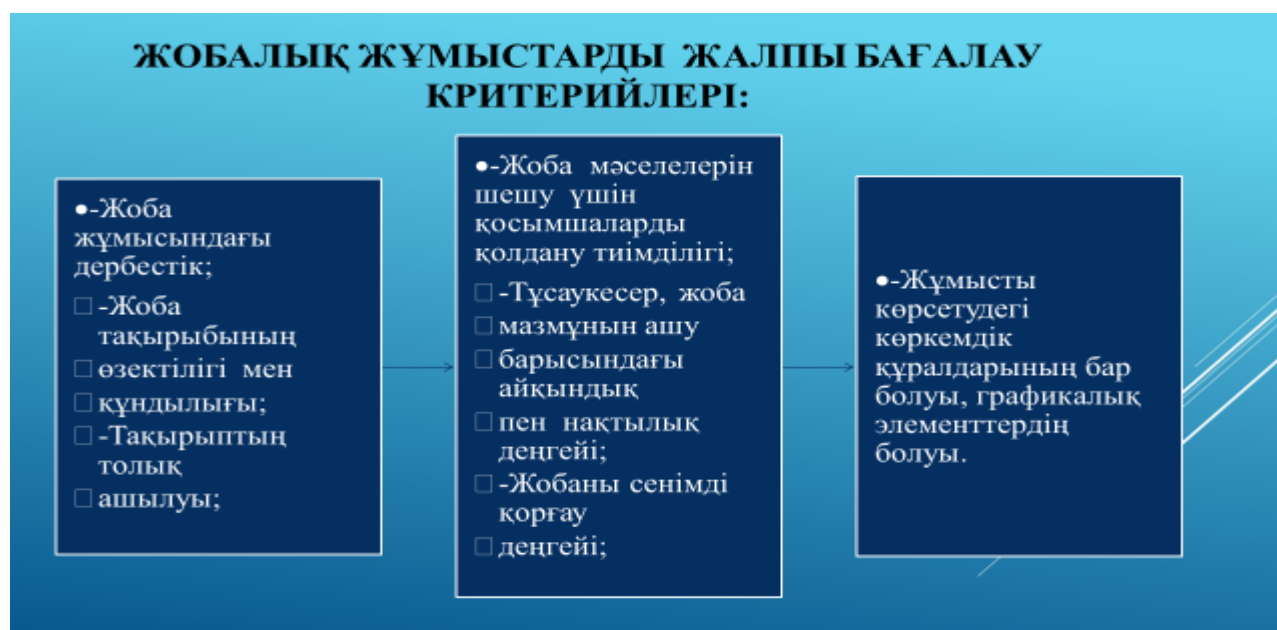 ЖОБАЛЫҚ ЖҰМЫСТАРДЫ ЖАЛПЫ БАҒАЛАУ
КРИТЕРИЙЛЕРІ:
•-Жоба
жұмысындағы
дербестік;
-Жоба
тақырыбының
өзектілігі мен
құндылығы;
-Тақырыптың
толық
ашылуы;
•-Жоба мәселелерін
шешу үшін
қосымшаларды
қолдану тиімділігі;
-Тұсаукесер, жоба
мазмұнын ашу
барысындағы
айқындық
пен нақтылық
деңгейі;
-Жобаны сенімді
қорғау
деңгейі;
•-Жұмысты
көрсетудегі
көркемдік
құралдарының бар
болуы, графикалық
элементтердің
болуы.